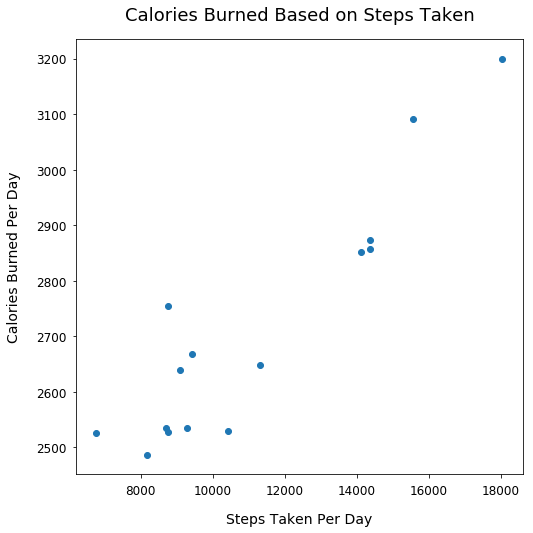 Calories Burned Based on Steps Taken
3200
3100
3000
2900
2800
2700
2600
2500
Calories Burned Per Day
8000 10000 12000 14000 16000 18000
Steps Taken Per Day